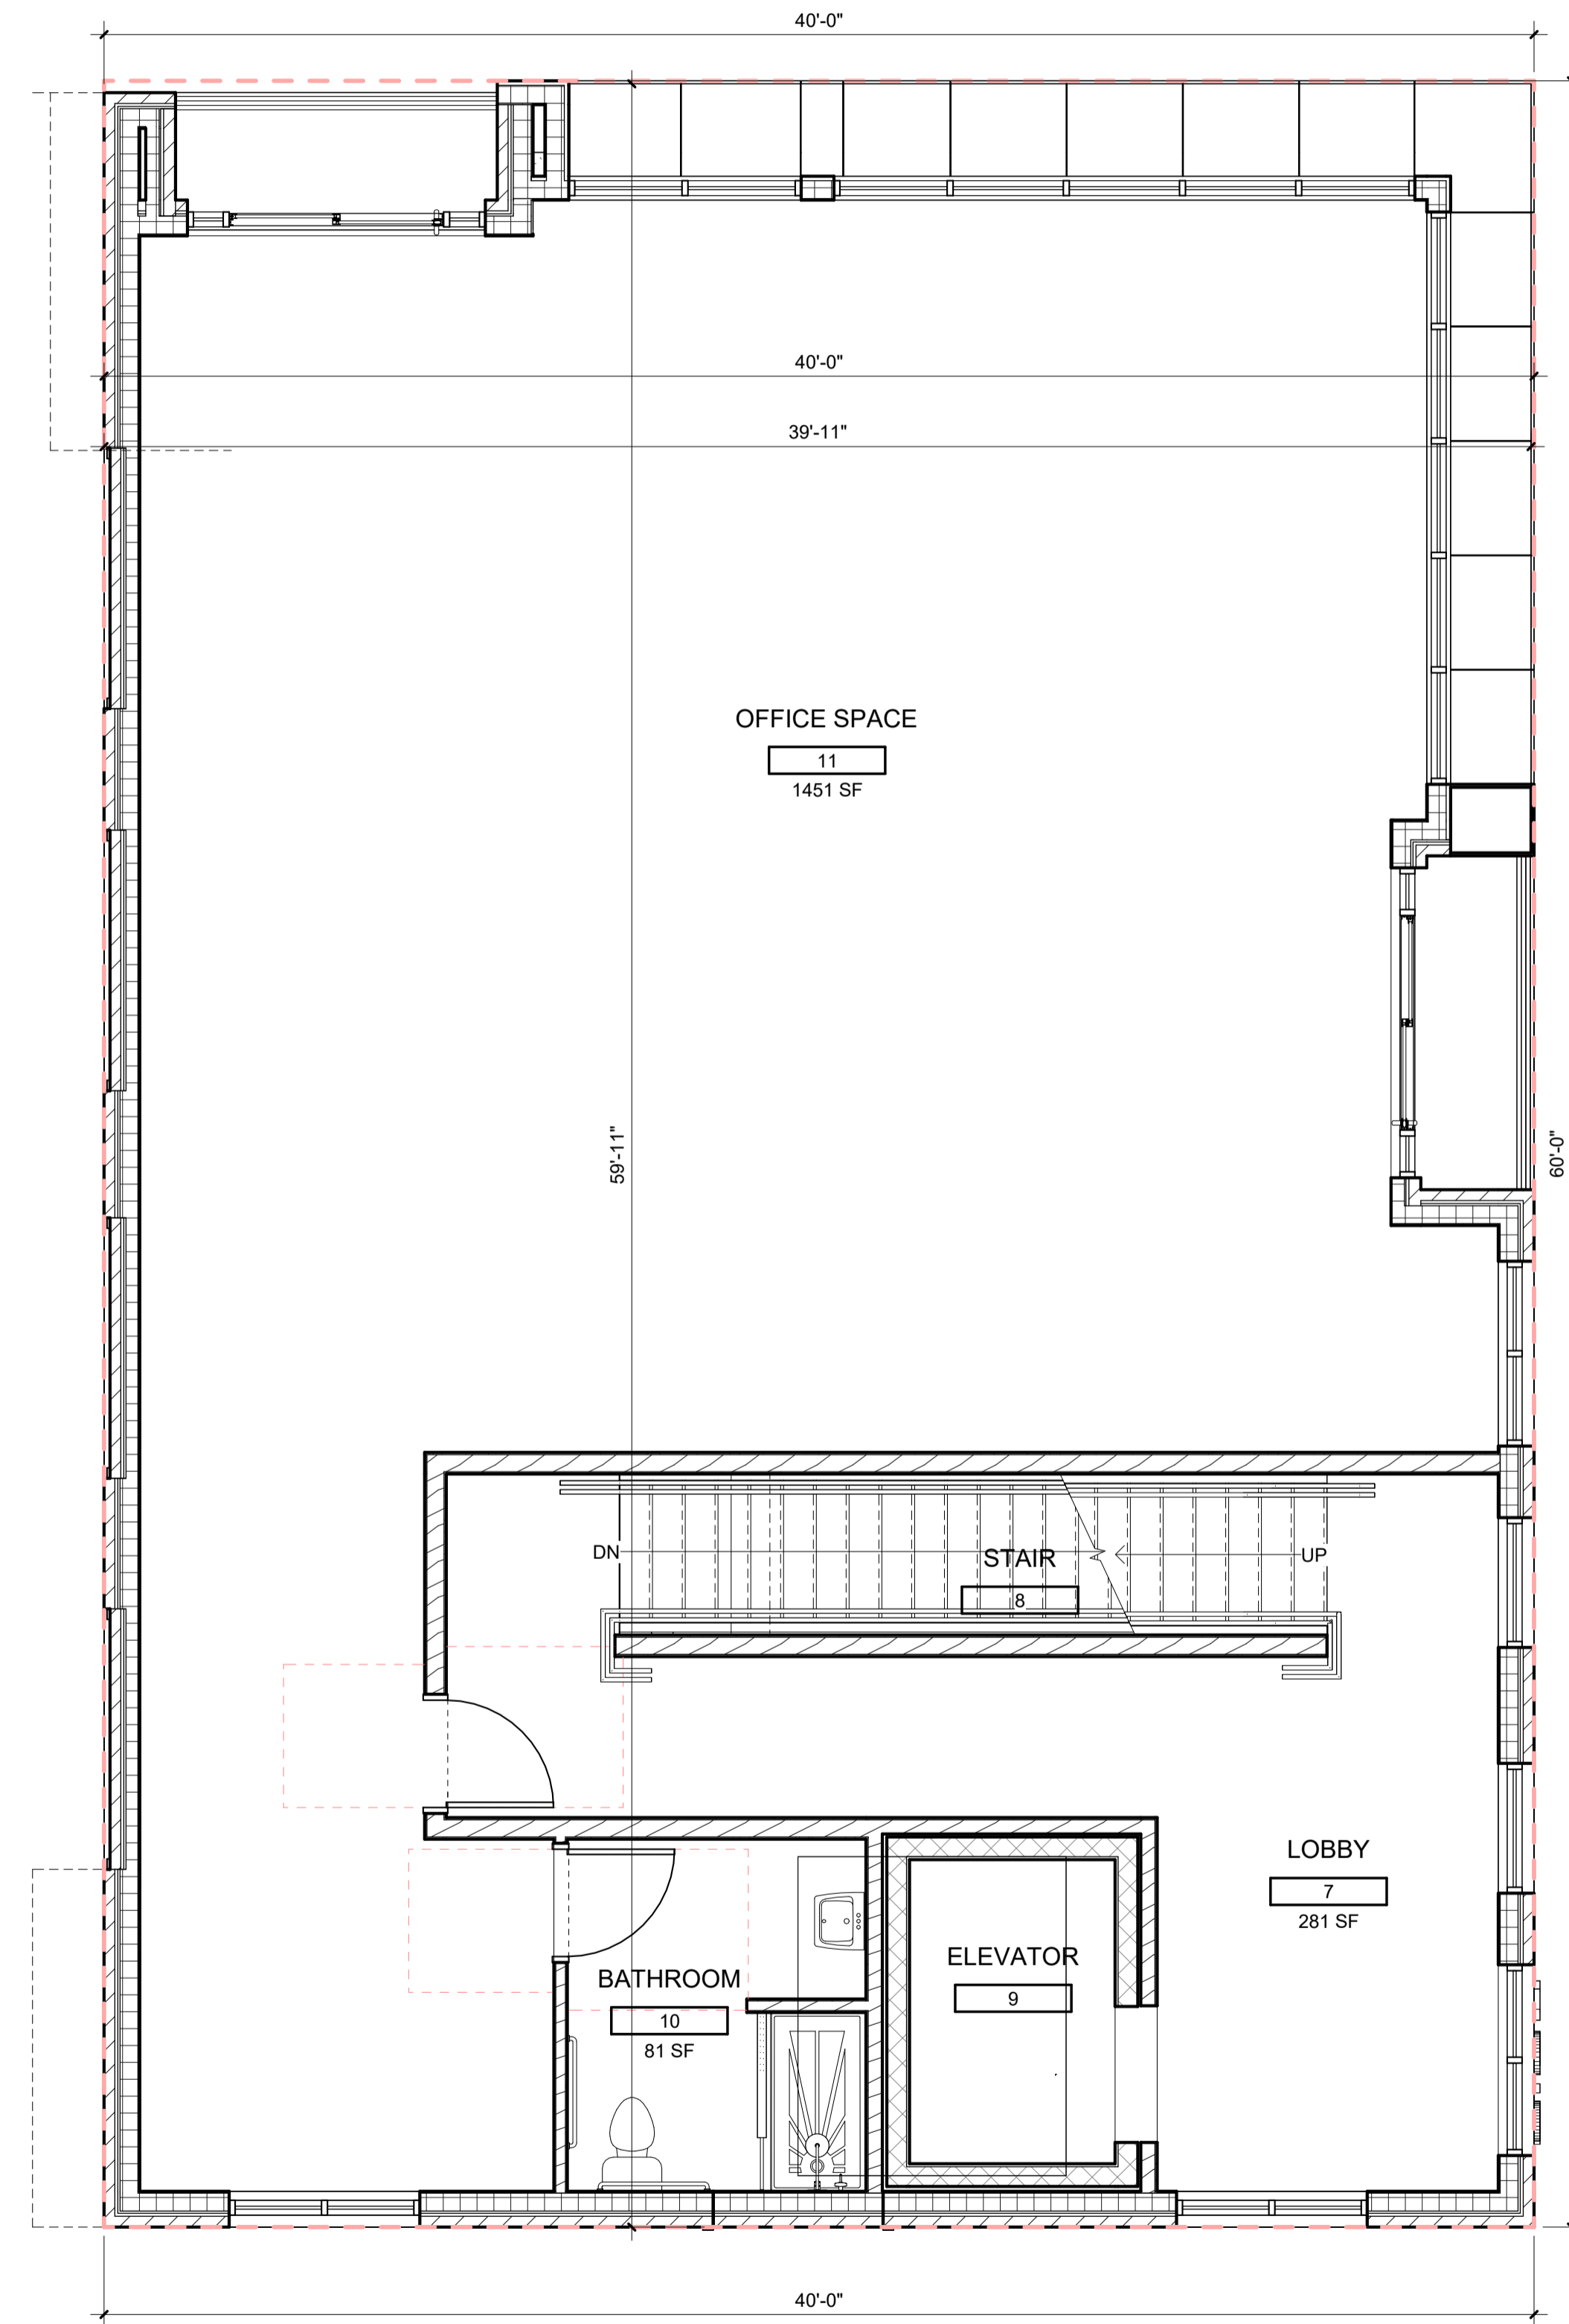 40'-0"
40'-0"
39'-11"
OFFICE SPACE
11
1451 SF
59'-11"
60'-0"
DN
STAIR
UP
8
LOBBY
7
281 SF
ELEVATOR
9
BATHROOM
10
81 SF
40'-0"